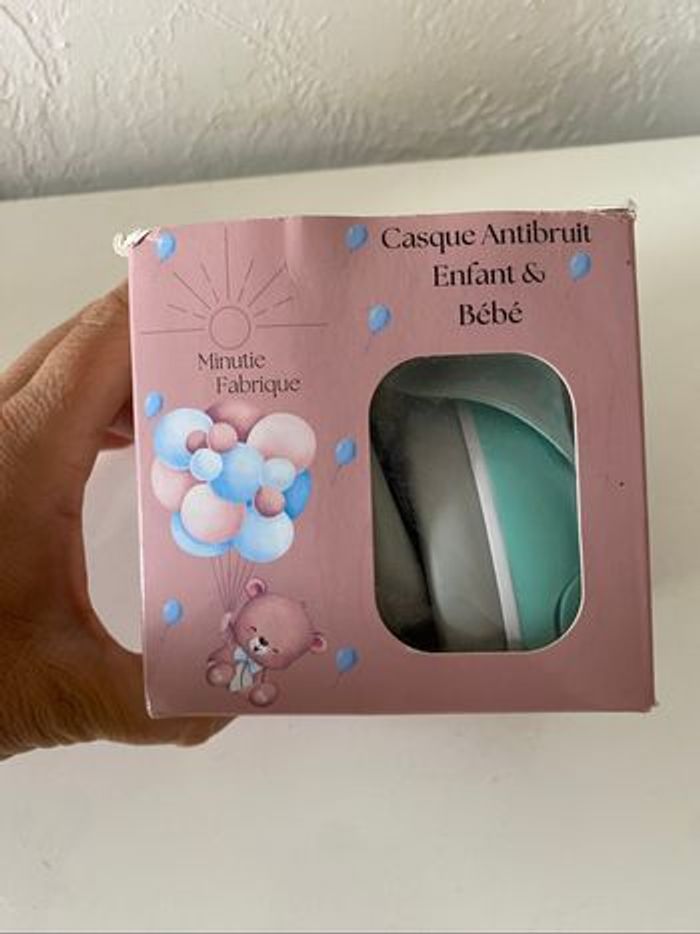 Casque Antibruit
Enfant &
Bébé
Minutie
Fabrique